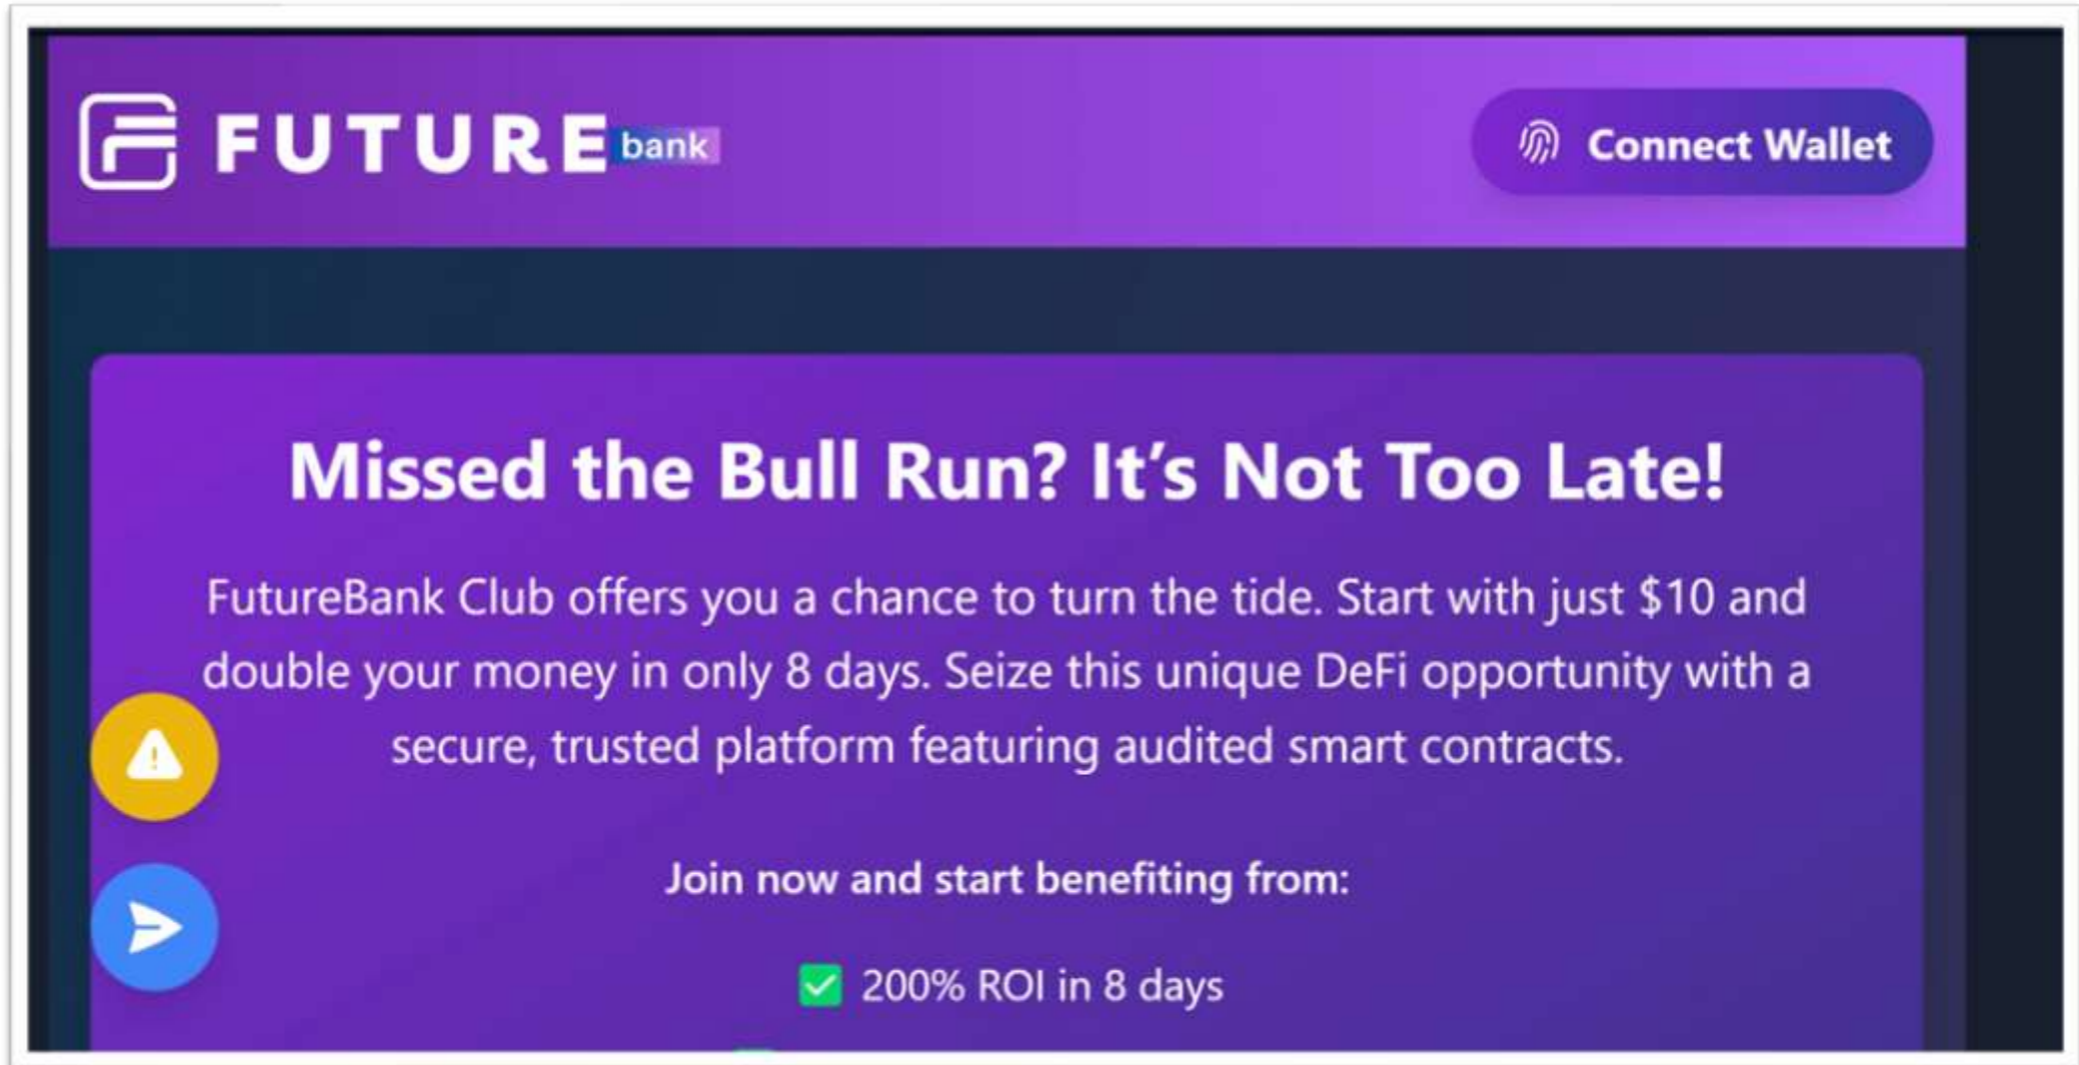 FUTURE bank
Connect Wallet
Missed the Bull Run? It’s Not Too Late!
FutureBank Club offers you a chance to turn the tide. Start with just $10 and
double your money in only 8 days. Seize this unique DeFi opportunity with a
secure, trusted platform featuring audited smart contracts.
Join now and start benefiting from:
✅ 200% ROI in 8 days